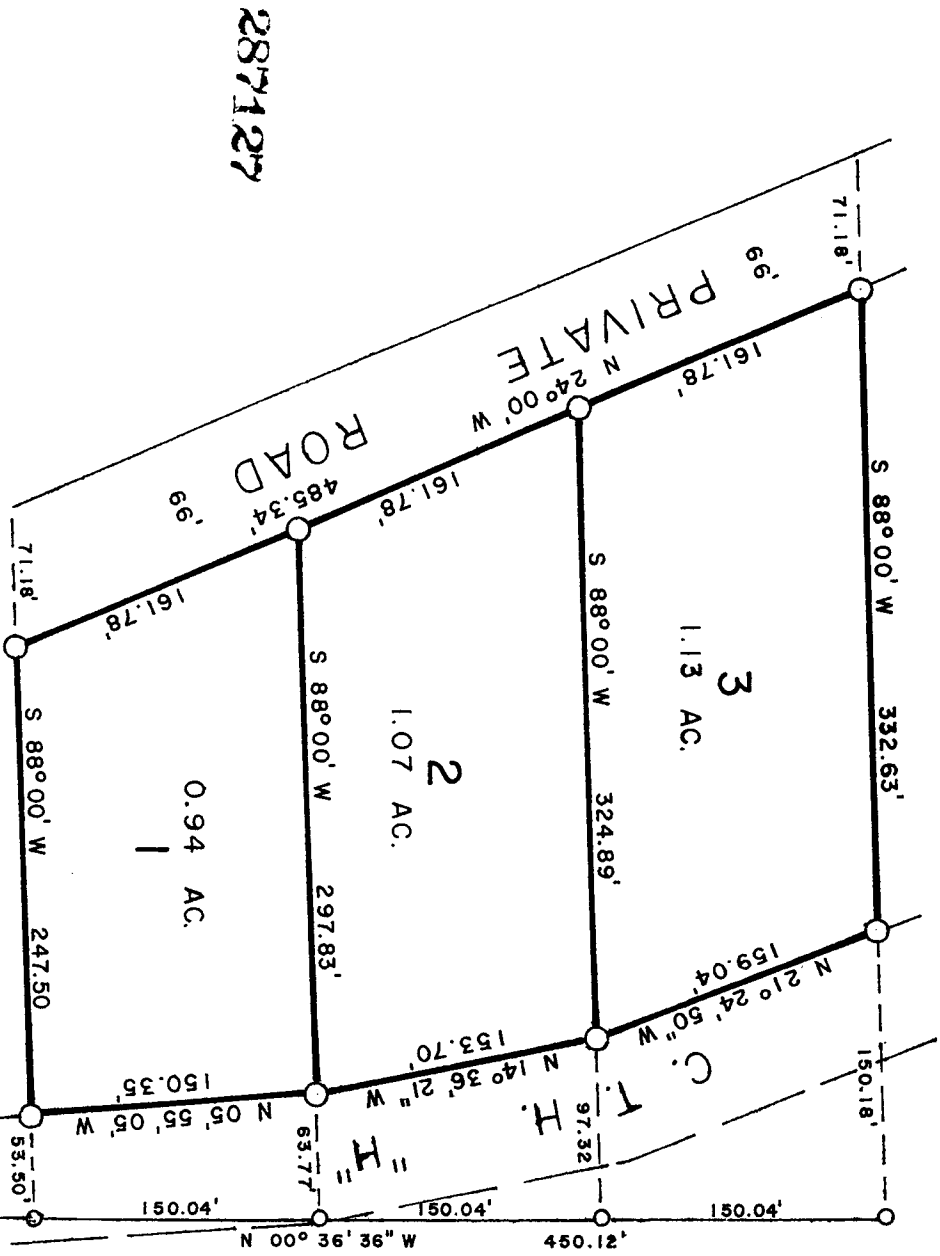 287127
71.18'
66'
PRIVATE
ROAD
66'
71.18'
161.78'
N 24°00' W
161.78'
485.34'
161.78'
S 88°00' W 332.63'
3
1.13 AC.
S 88°00' W 324.89'
2
1.07 AC.
S 88°00' W 297.83'
0.94 AC.
1
S 88°00' W 247.50
159.04'
N 21° 24' 50" W
153.70'
N 14° 36' 21" W
150.35'
N 05° 55' 05" W
C. T. H. "H"
150.18'
97.32
63.77'
53.50'
150.04'
150.04'
150.04'
N 00° 36' 36" W 450.12'